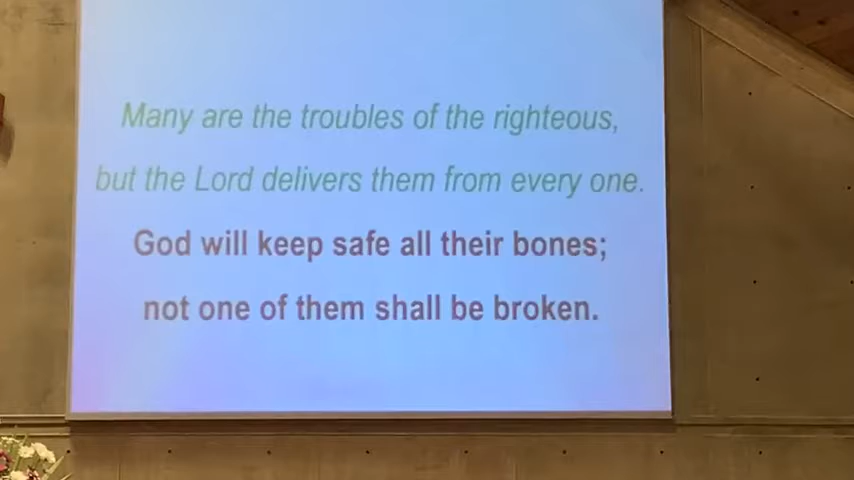 Many are the troubles of the righteous,
but the Lord delivers them from every one.
God will keep safe all their bones;
not one of them shall be broken.